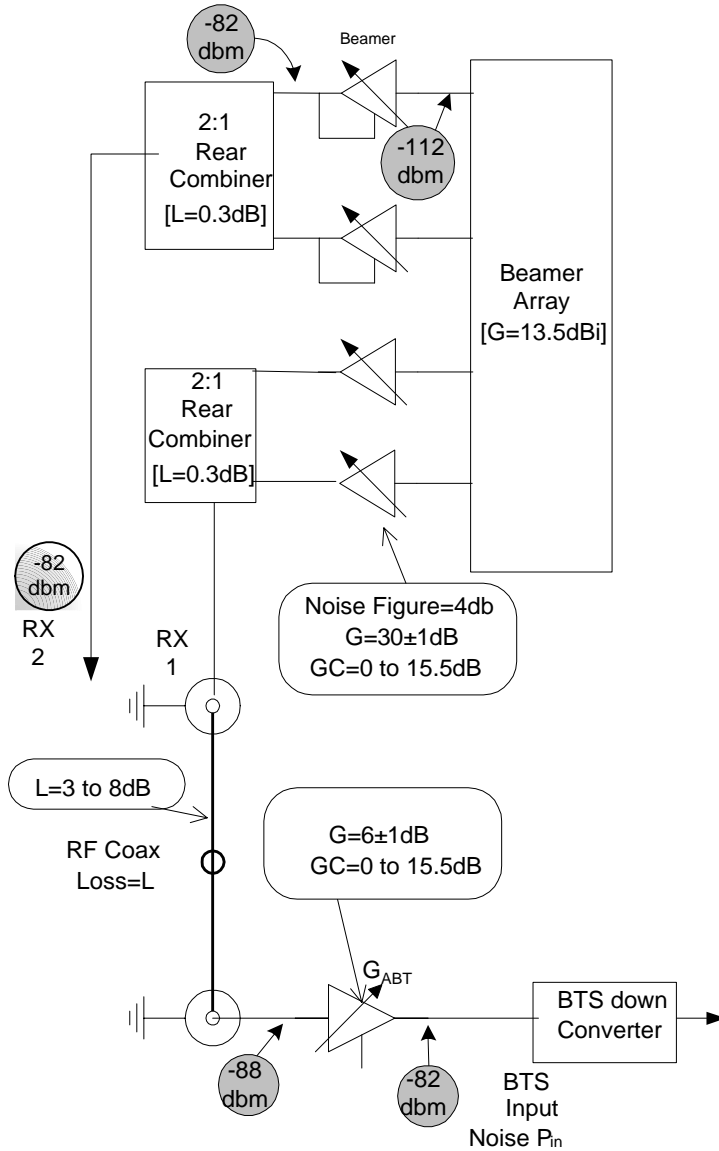 -82
dbm
Beamer
2:1
Rear
Combiner
[L=0.3dB]
-112
dbm
Beamer
Array
[G=13.5dBi]
2:1
Rear
Combiner
[L=0.3dB]
-82
dbm
RX
2
RX
1
Noise Figure=4db
G=30±1dB
GC=0 to 15.5dB
L=3 to 8dB
RF Coax
Loss=L
G=6±1dB
GC=0 to 15.5dB
GABT
BTS down
Converter
-88
dbm
-82
dbm
BTS
Input
Noise Pin